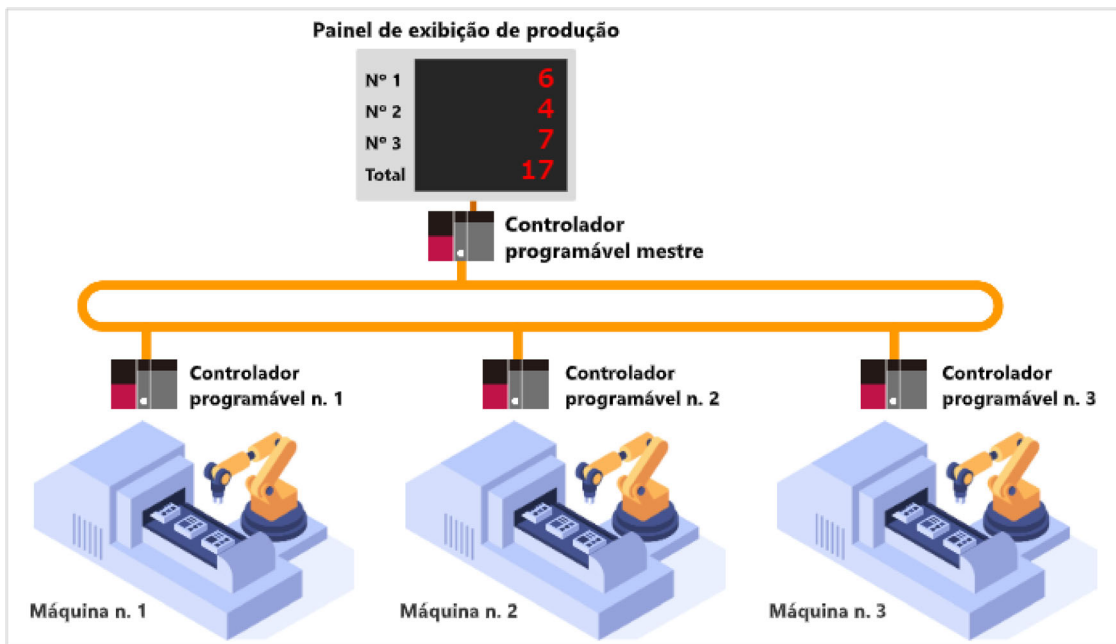 Painel de exibição de produção
Nº 1 6
Nº 2 4
Nº 3 7
Total 17
Controlador
programável mestre
Controlador
programável n. 1
Controlador
programável n. 2
Controlador
programável n. 3
Máquina n. 1
Máquina n. 2
Máquina n. 3